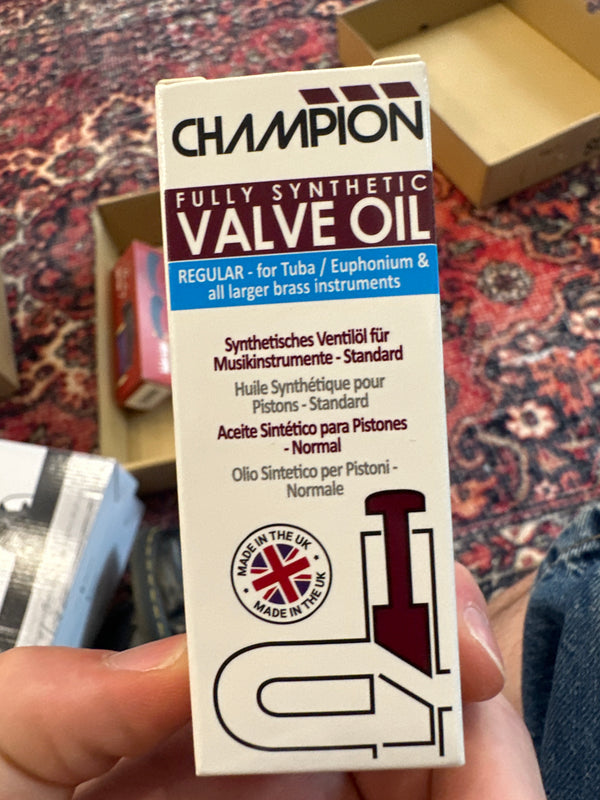 CHAMPION
FULLY SYNTHETIC
VALVE OIL
REGULAR - for Tuba / Euphonium &
all larger brass instruments
Synthetisches Ventilöl für
Musikinstrumente - Standard
Huile Synthétique pour
Pistons - Standard
Aceite Sintético para Pistones
- Normal
Olio Sintetico per Pistoni -
Normale
MADE IN THE UK
MADE IN THE UK